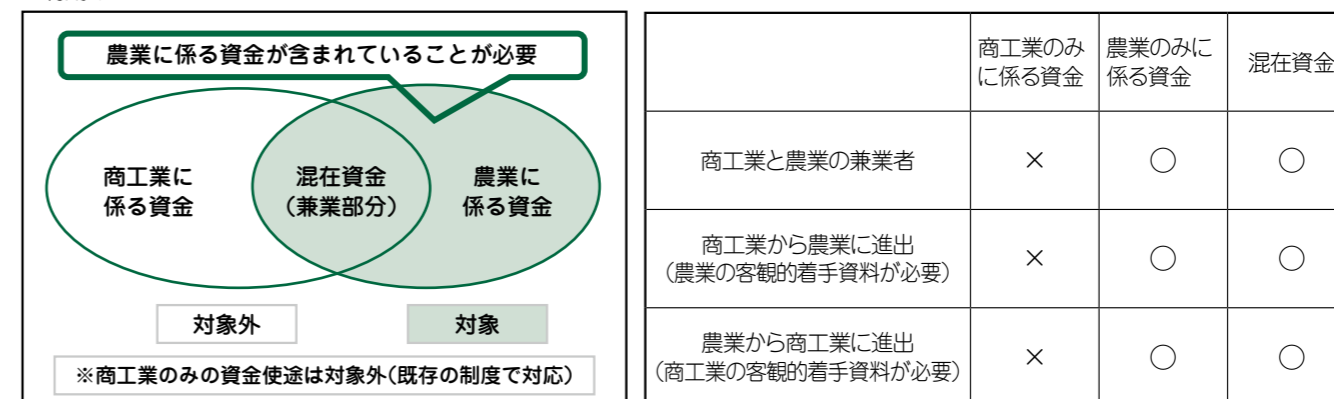 農業に係る資金が含まれていることが必要
商工業に
係る資金
混在資金
(兼業部分)
農業に
係る資金
対象外
対象
※商工業のみの資金使途は対象外(既存の制度で対応)
商工業のみ
に係る資金
農業のみに
係る資金
混在資金
商工業と農業の兼業者
×
○
○
商工業から農業に進出
(農業の客観的着手資料が必要)
×
○
○
農業から商工業に進出
(商工業の客観的着手資料が必要)
×
○
○